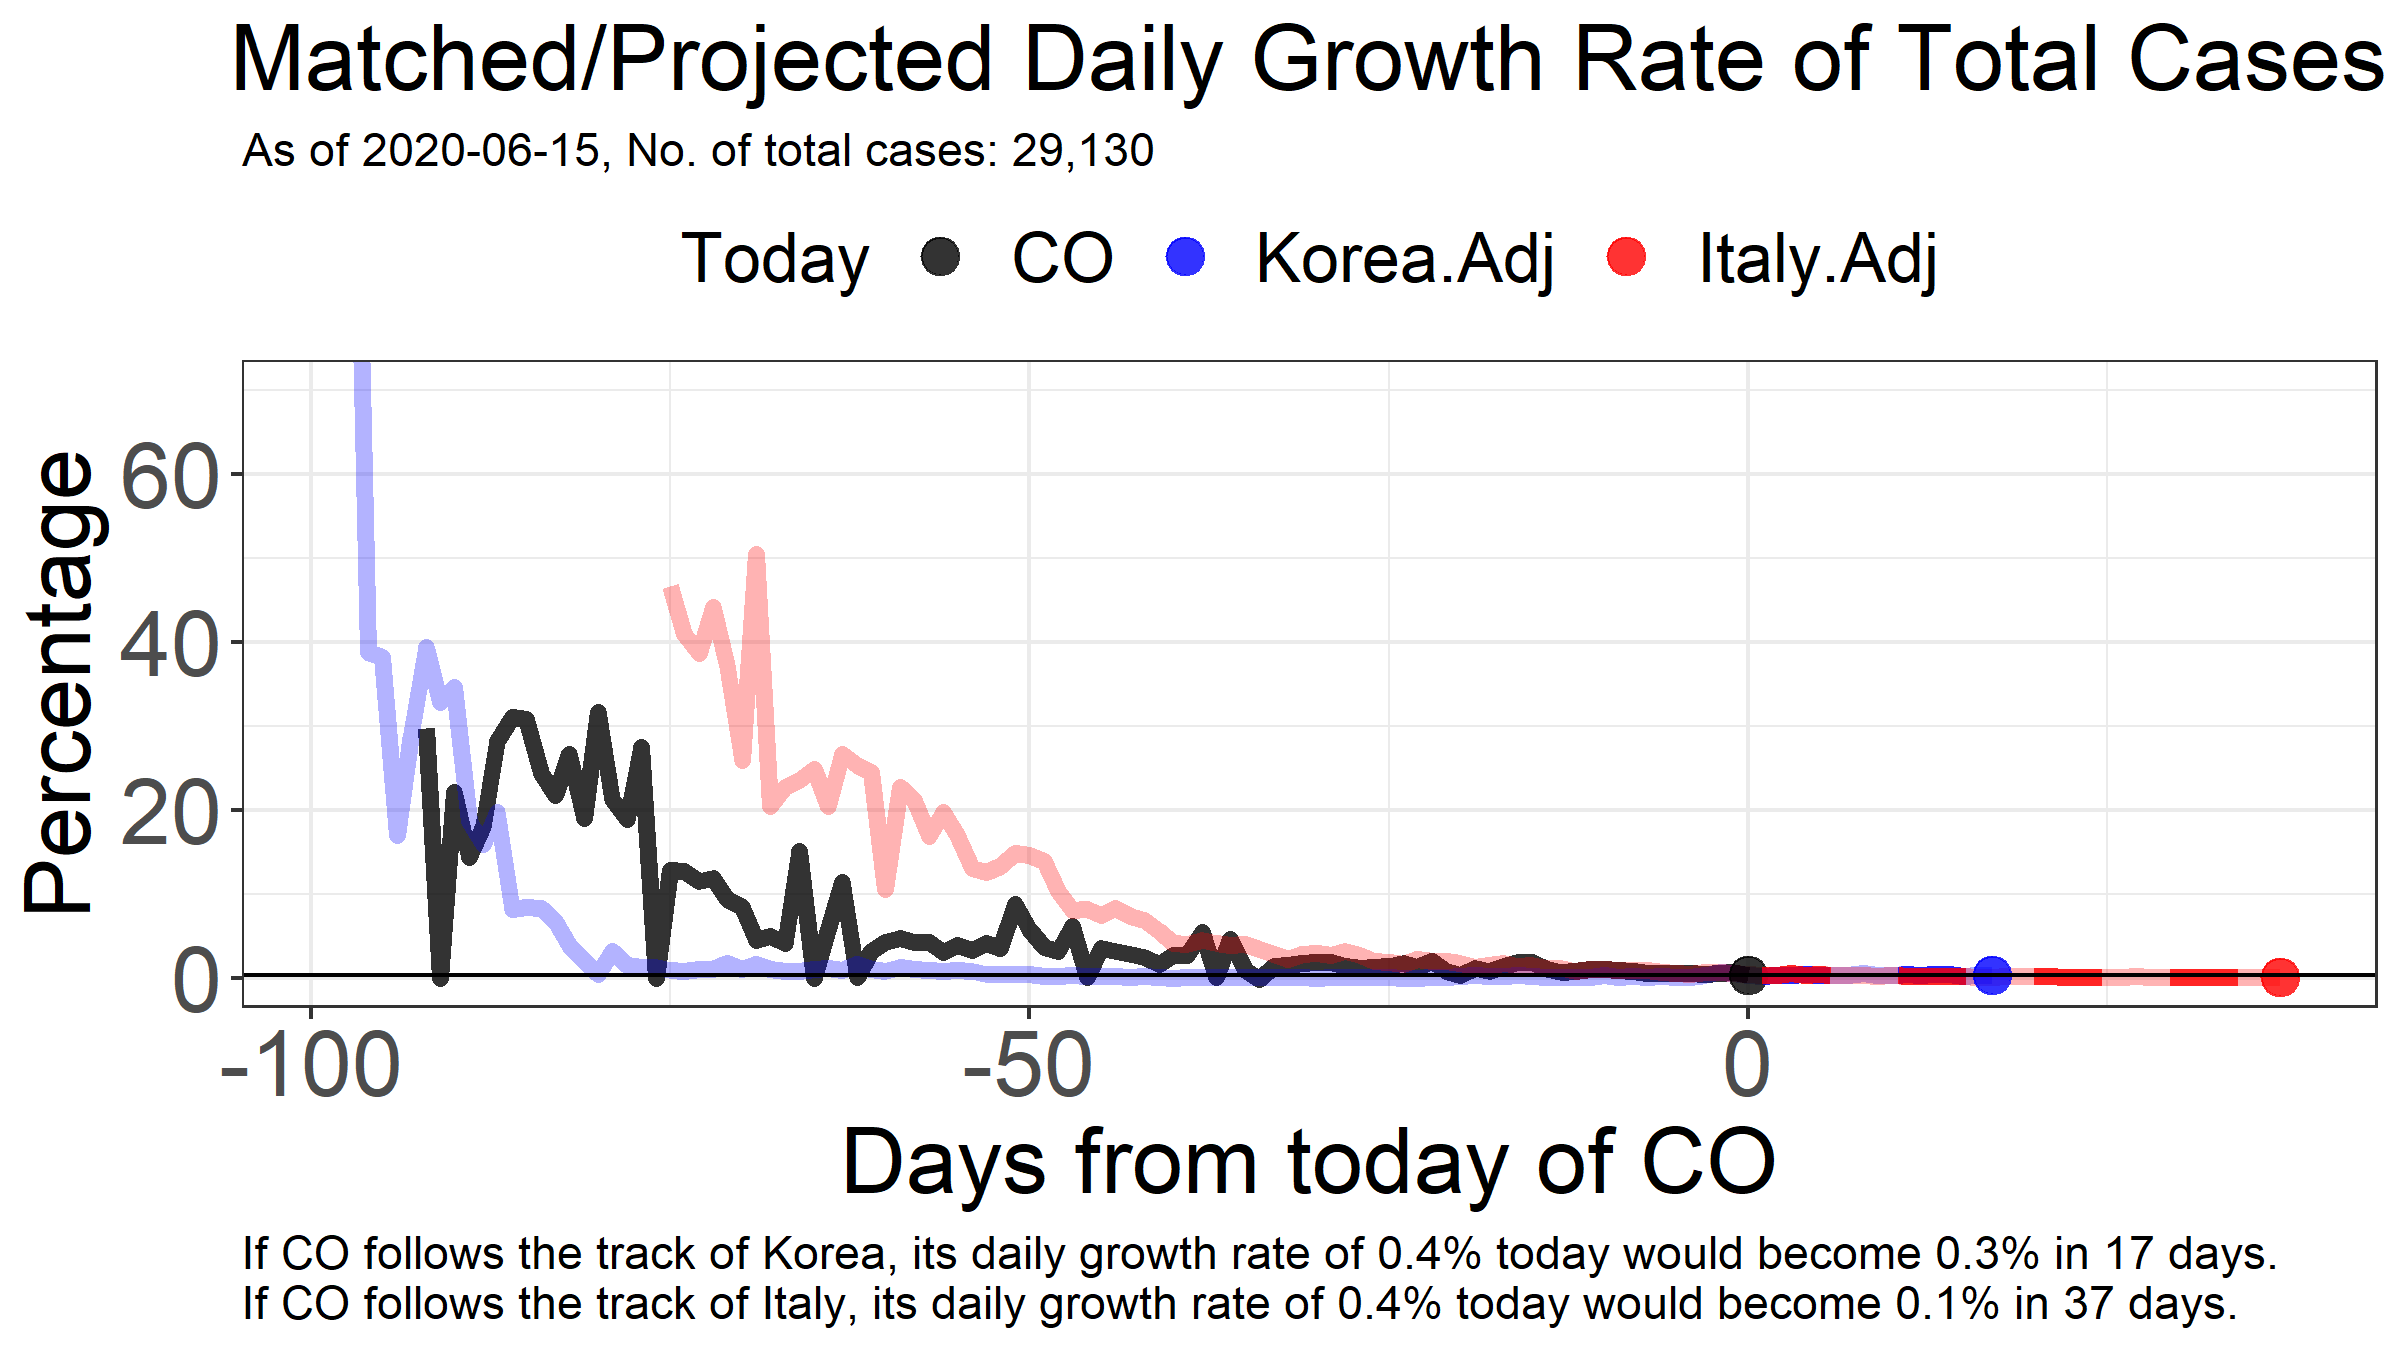 Matched/Projected Daily Growth Rate of Total Cases
As of 2020-06-15, No. of total cases: 29,130
Today CO Korea.Adj Italy.Adj
Percentage
60
40
20
0
-100 -50 0
Days from today of CO
If CO follows the track of Korea, its daily growth rate of 0.4% today would become 0.3% in 17 days.
If CO follows the track of Italy, its daily growth rate of 0.4% today would become 0.1% in 37 days.